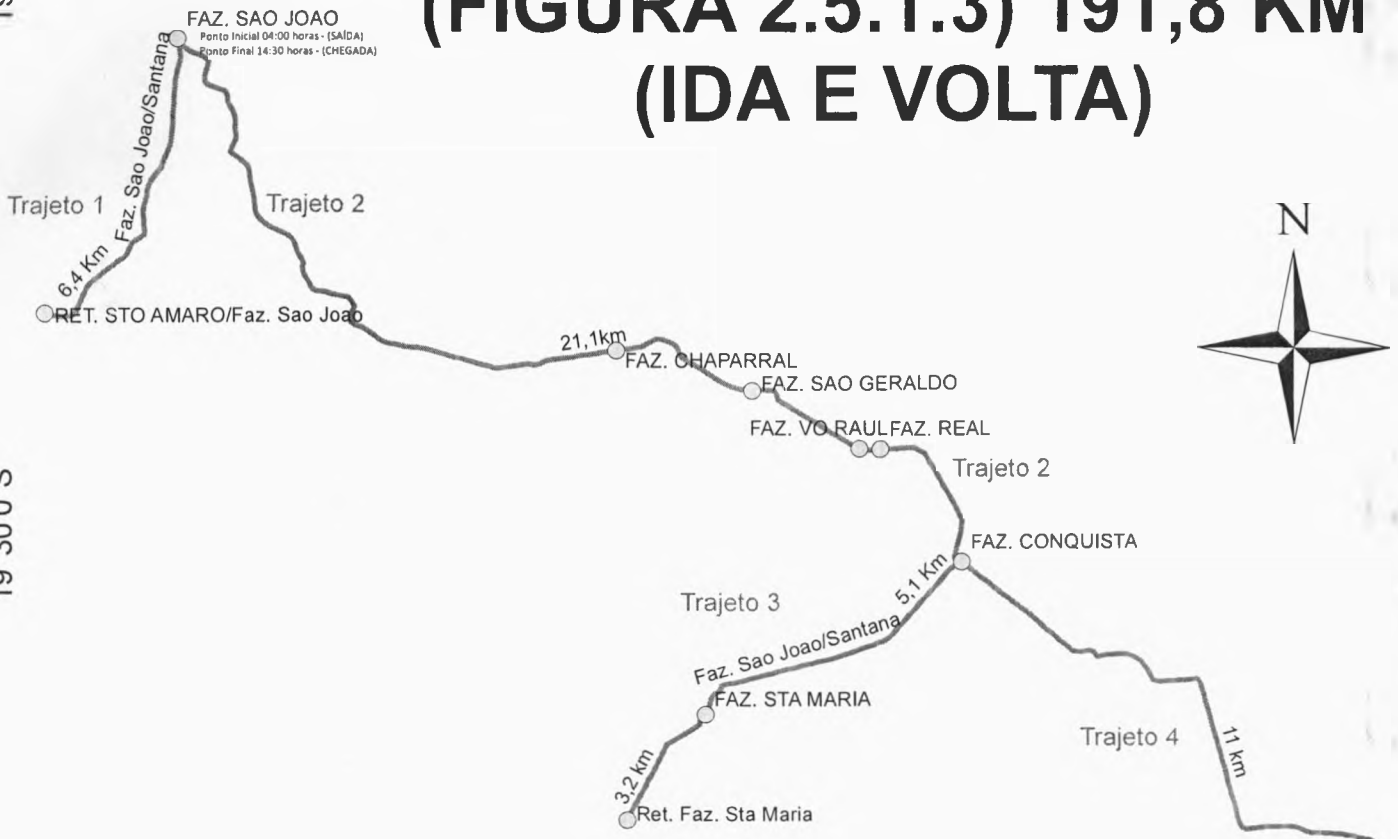 (FIGURA 2.5.1.3) 191,8 KM
(IDA E VOLTA)
FAZ. SAO JOAO
Ponto Inicial 04:00 horas - (SAÍDA)
Ponto Final 14:30 horas - (CHEGADA)
Faz. Sao Joao/Santana
Trajeto 1
Trajeto 2
N
6,4 Km
RET. STO AMARO/Faz. Sao Joao
21,1km
FAZ. CHAPARRAL
FAZ. SAO GERALDO
FAZ. VO RAUL
FAZ. REAL
Trajeto 2
FAZ. CONQUISTA
5,1 Km
Trajeto 3
Faz. Sao Joao/Santana
FAZ. STA MARIA
Trajeto 4
11 km
3,2 km
Ret. Faz. Sta Maria